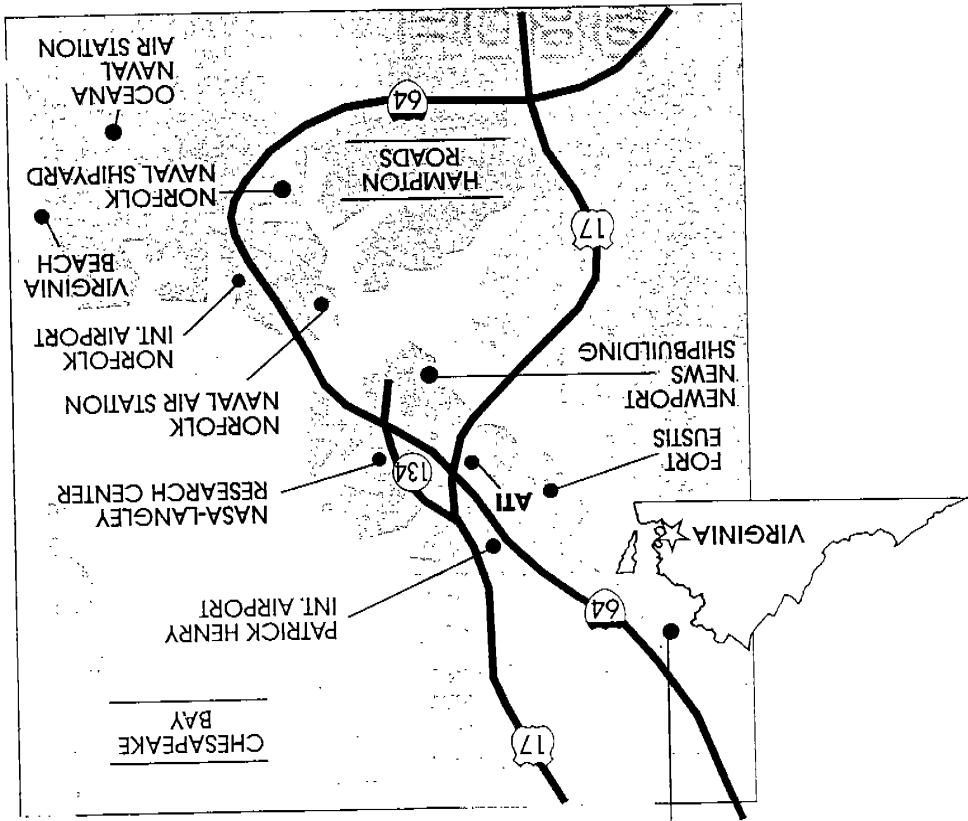 17
CHESAPEAKE
BAY
PATRICK HENRY
INT. AIRPORT
64
VIRGINIA
ATI
NASA-LANGLEY
RESEARCH CENTER
134
FORT
EUSTIS
NEWPORT
NEWS
SHIPBUILDING
NORFOLK
NAVAL AIR STATION
NORFOLK
INT. AIRPORT
VIRGINIA
BEACH
17
NORFOLK
NAVAL SHIPYARD
HAMPTON
ROADS
64
OCEANA
NAVAL
AIR STATION